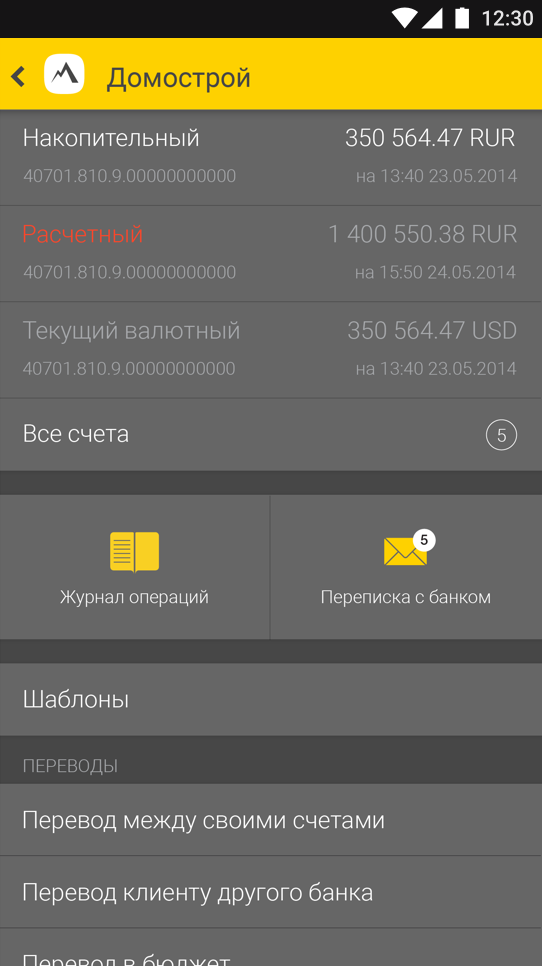 12:30
Домострой
Накопительный 350 564.47 RUR
40701.810.9.00000000000 на 13:40 23.05.2014
Расчетный 1 400 550.38 RUR
40701.810.9.00000000000 на 15:50 24.05.2014
Текущий валютный 350 564.47 USD
40701.810.9.00000000000 на 13:40 23.05.2014
Все счета 5
5
Журнал операций Переписка с банком
Шаблоны
ПЕРЕВОДЫ
Перевод между своими счетами
Перевод клиенту другого банка
Перевод в бюджет